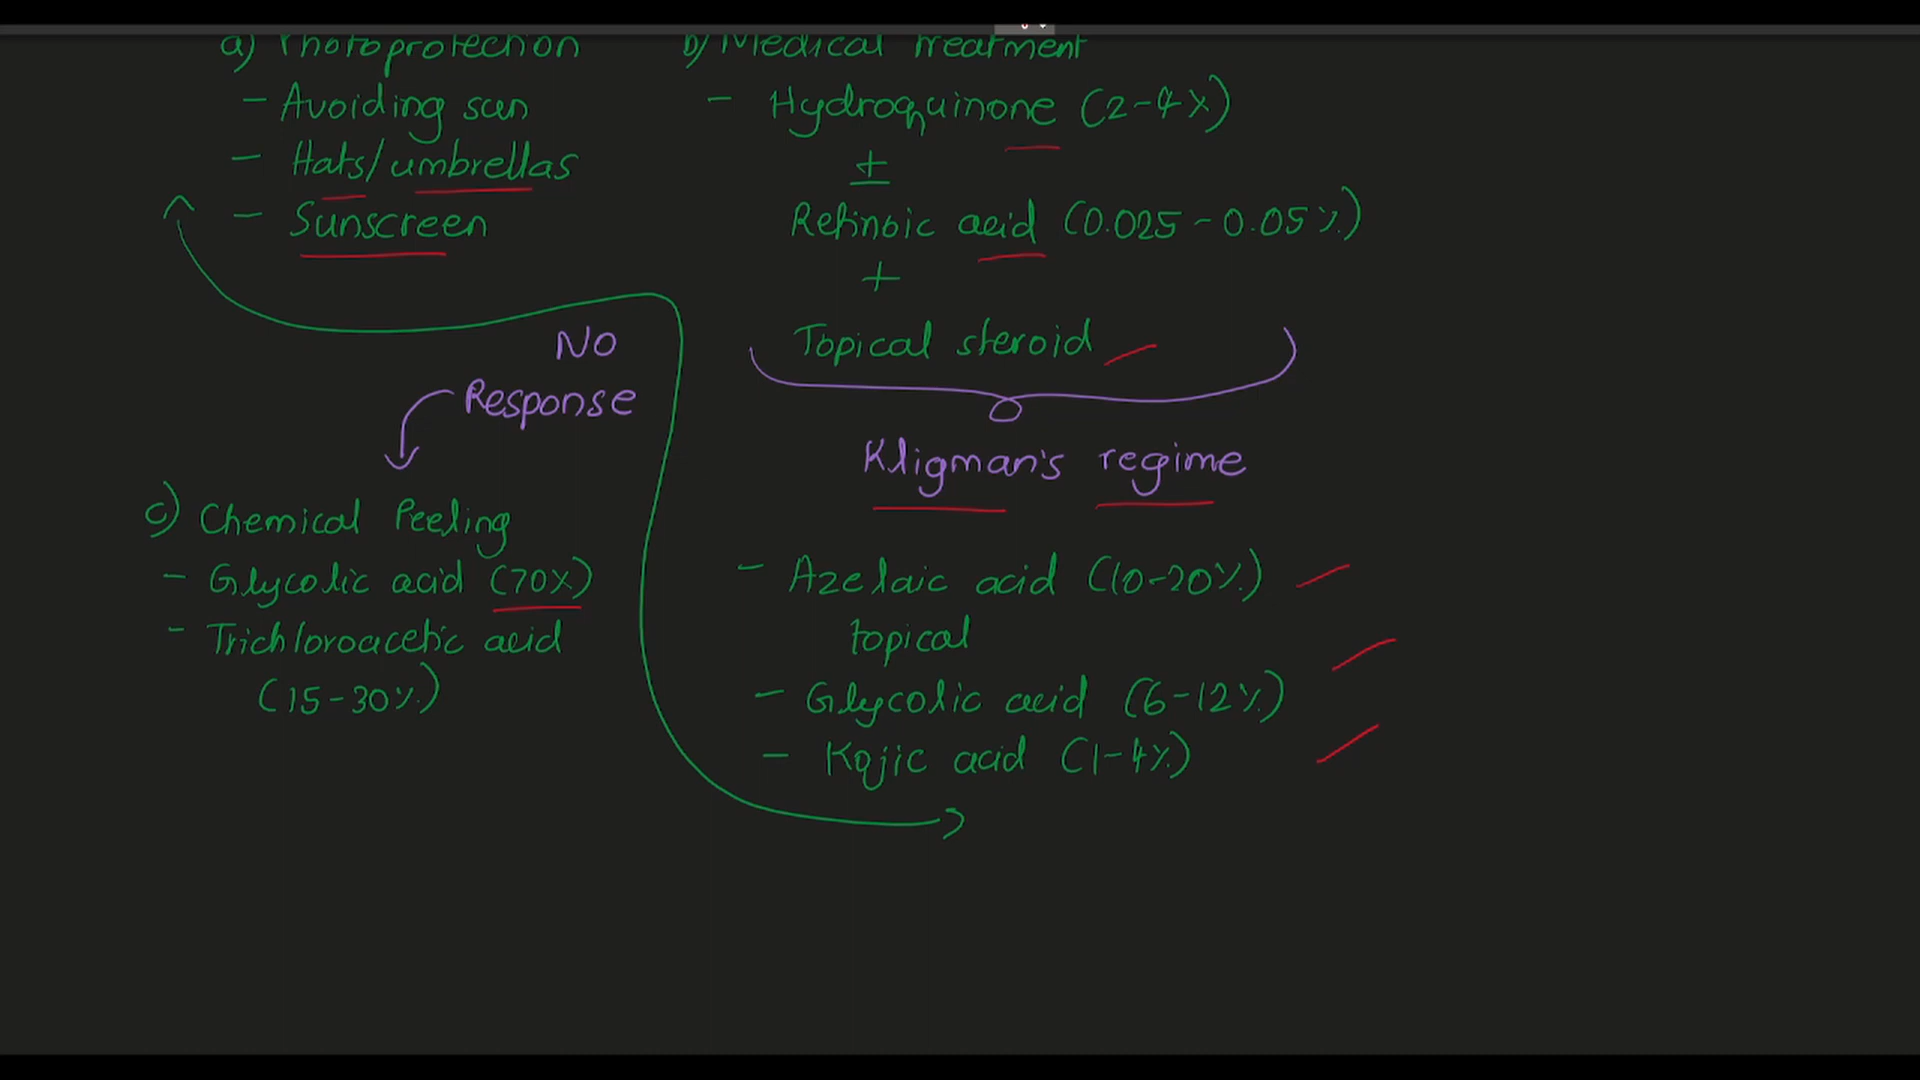 a) Photoprotection
- Avoiding sun
- Hats/umbrellas
- Sunscreen
b) Medical Treatment
- Hydroquinone (2-4%)
±
Retinoic acid (0.025-0.05%)
+
Topical steroid
Kligman's regime
- Azelaic acid (10-20%)
topical
- Glycolic acid (6-12%)
- Kojic acid (1-4%)
NO
Response
c) Chemical Peeling
- Glycolic acid (70%)
- Trichloroacetic acid
(15-30%)